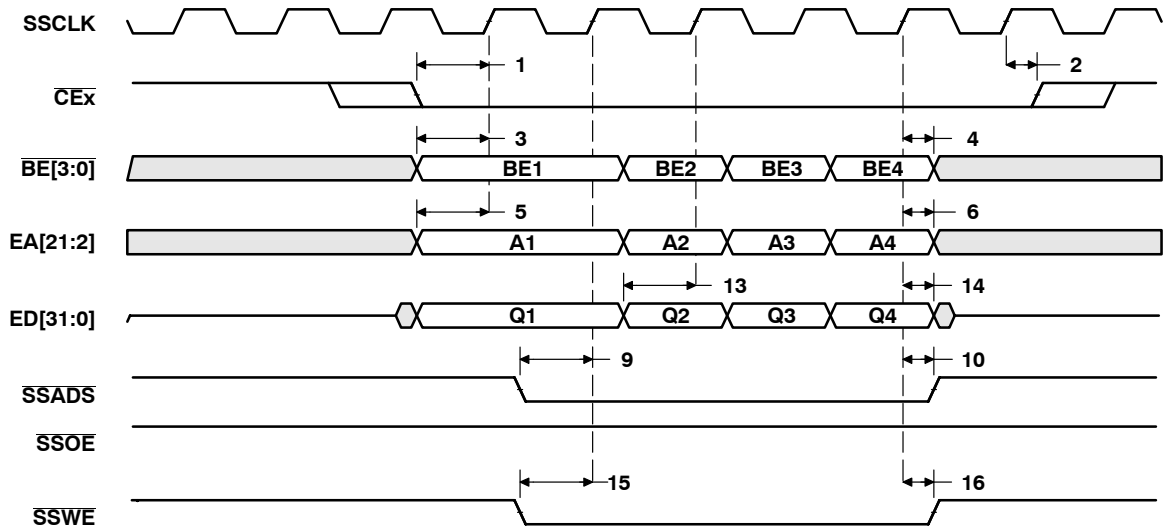 SSCLK
1
2
CEx
3
4
BE[3:0]
BE1 BE2 BE3 BE4
5
6
EA[21:2]
A1 A2 A3 A4
13
14
ED[31:0]
Q1 Q2 Q3 Q4
9
10
SSADS
SSOE
15
16
SSWE